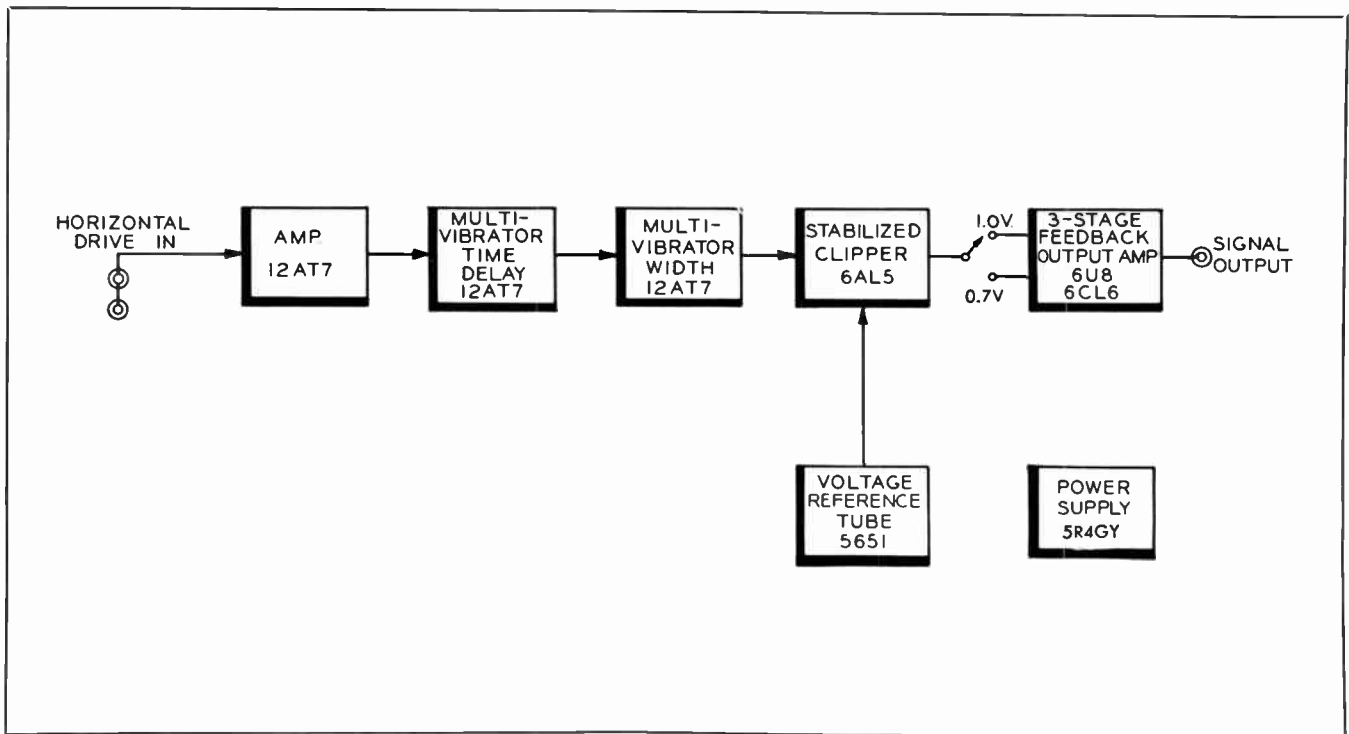 HORIZONTAL
DRIVE IN
AMP
12AT7
MULTI-
VIBRATOR
TIME
DELAY
12AT7
MULTI-
VIBRATOR
WIDTH
12AT7
STABILIZED
CLIPPER
6AL5
1.0V.
0.7V
3-STAGE
FEEDBACK
OUTPUT AMP
6U8
6CL6
SIGNAL
OUTPUT
VOLTAGE
REFERENCE
TUBE
5651
POWER
SUPPLY
5R4GY